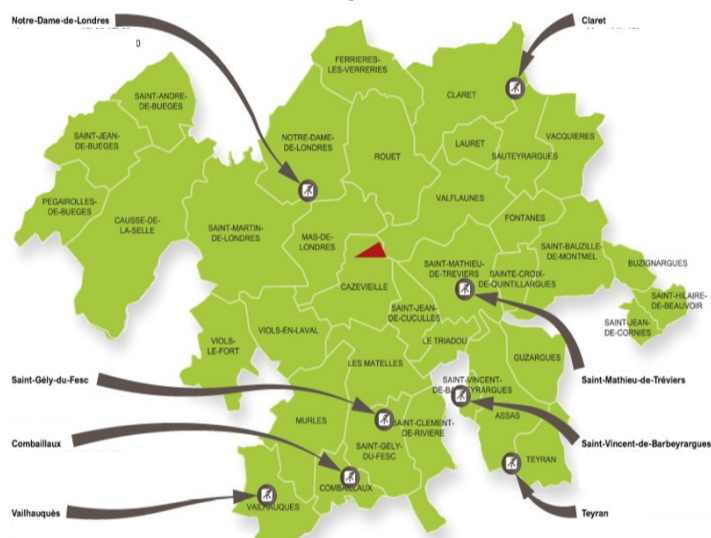 Notre-Dame-de-Londres
Claret
0
FERRIERES-
LES-VERRERIES
SAINT-ANDRE-
DE-BUEGES
CLARET
SAINT-JEAN-
DE-BUEGES
NOTRE-DAME-
DE-LONDRES
ROUET
LAURET
VACQUIERES
SAUTEYRARGUES
PEGAIROLLES-
DE-BUEGES
CAUSSE-DE-
LA-SELLE
VALFLAUNES
FONTANES
SAINT-MARTIN-
DE-LONDRES
MAS-DE-
LONDRES
SAINT-BAUZILLE-
DE-MONTMEL
SAINT-MATHIEU-
DE-TREVIERS
SAINTE-CROIX-
DE-QUINTILLARGUES
BUZIGNARGUES
CAZEVIEILLE
SAINT-HILAIRE-
DE-BEAUVOIR
SAINT-JEAN-
DE-CUCULLES
SAINT-JEAN-
DE-CORNIES
VIOLS-
LE-FORT
VIOLS-EN-LAVAL
LE TRIADOU
GUZARGUES
LES MATELLES
Saint-Gély-du-Fesc
SAINT-VINCENT-
DE-BARBEYRARGUES
Saint-Mathieu-de-Tréviers
MURLES
SAINT-CLEMENT-
DE-RIVIERE
ASSAS
Combaillaux
SAINT-GELY-
DU-FESC
Saint-Vincent-de-Barbeyrargues
TEYRAN
COMBAILLAUX
VAILHAUQUES
Vailhauquès
Teyran